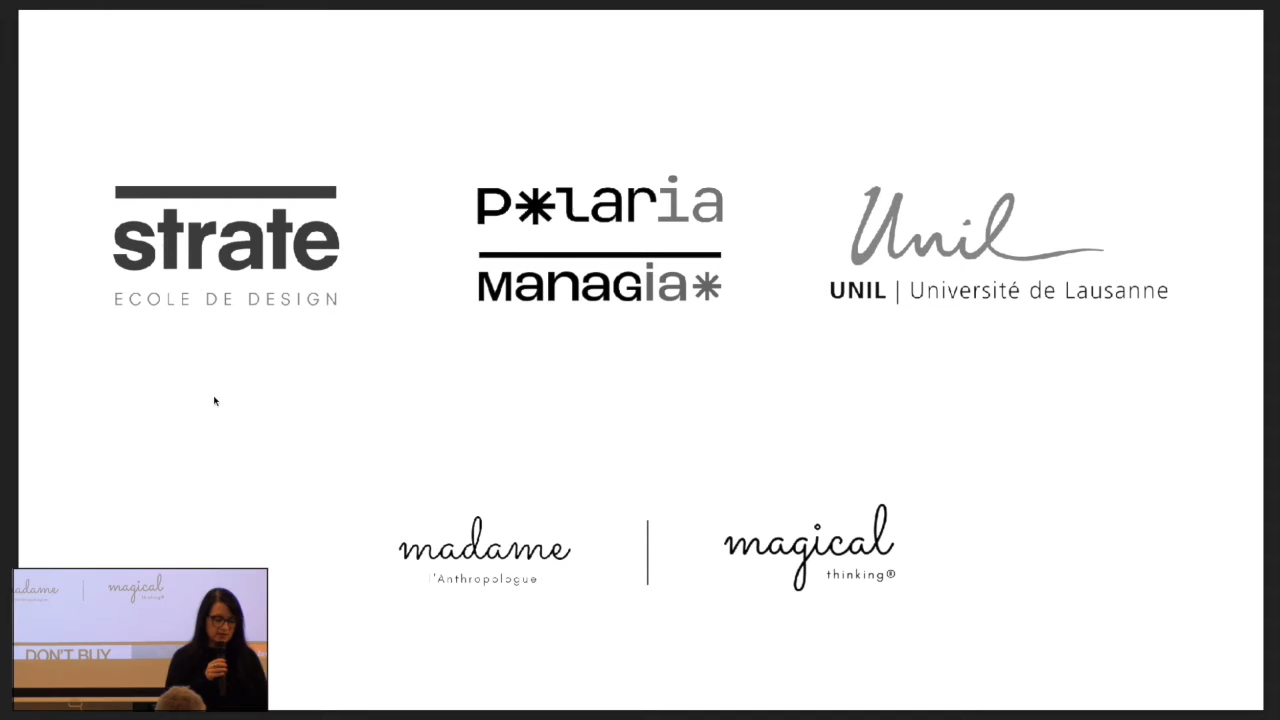 strate
ECOLE DE DESIGN
P*laria
Managia*
Unil
UNIL | Université de Lausanne
madame
l'Anthropologue
magical
thinking®
madame
magical
thinking®
DON'T BUY